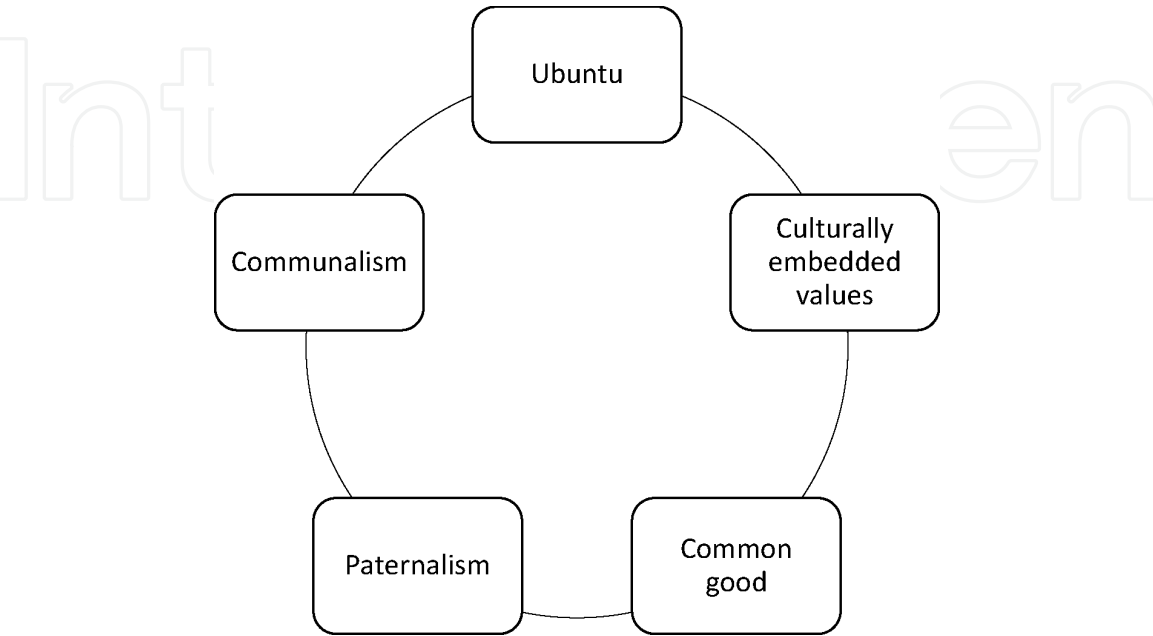 Ubuntu
Communalism
Culturally
embedded
values
Paternalism
Common
good